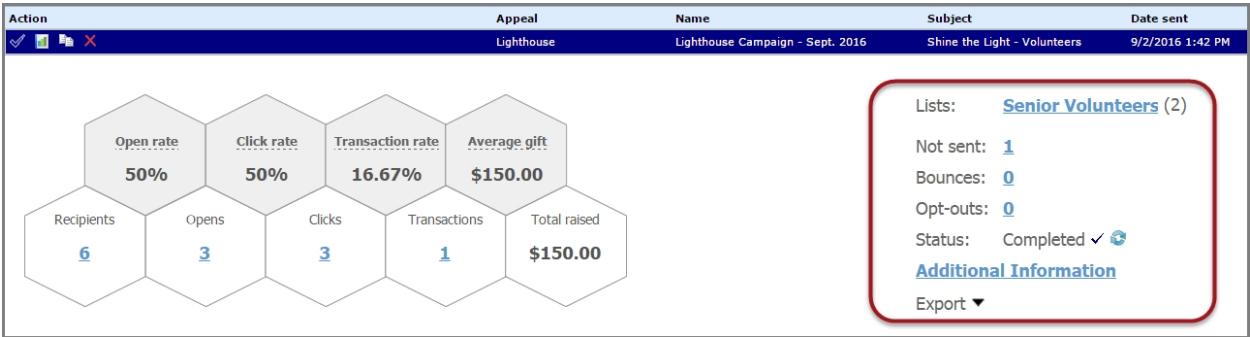 Action Appeal Name Subject Date sent
Lighthouse Lighthouse Campaign - Sept. 2016 Shine the Light - Volunteers 9/2/2016 1:42 PM
Open rate Click rate Transaction rate Average gift
50% 50% 16.67% $150.00
Recipients Opens Clicks Transactions Total raised
6 3 3 1 $150.00
Lists: Senior Volunteers (2)
Not sent: 1
Bounces: 0
Opt-outs: 0
Status: Completed
Additional Information
Export